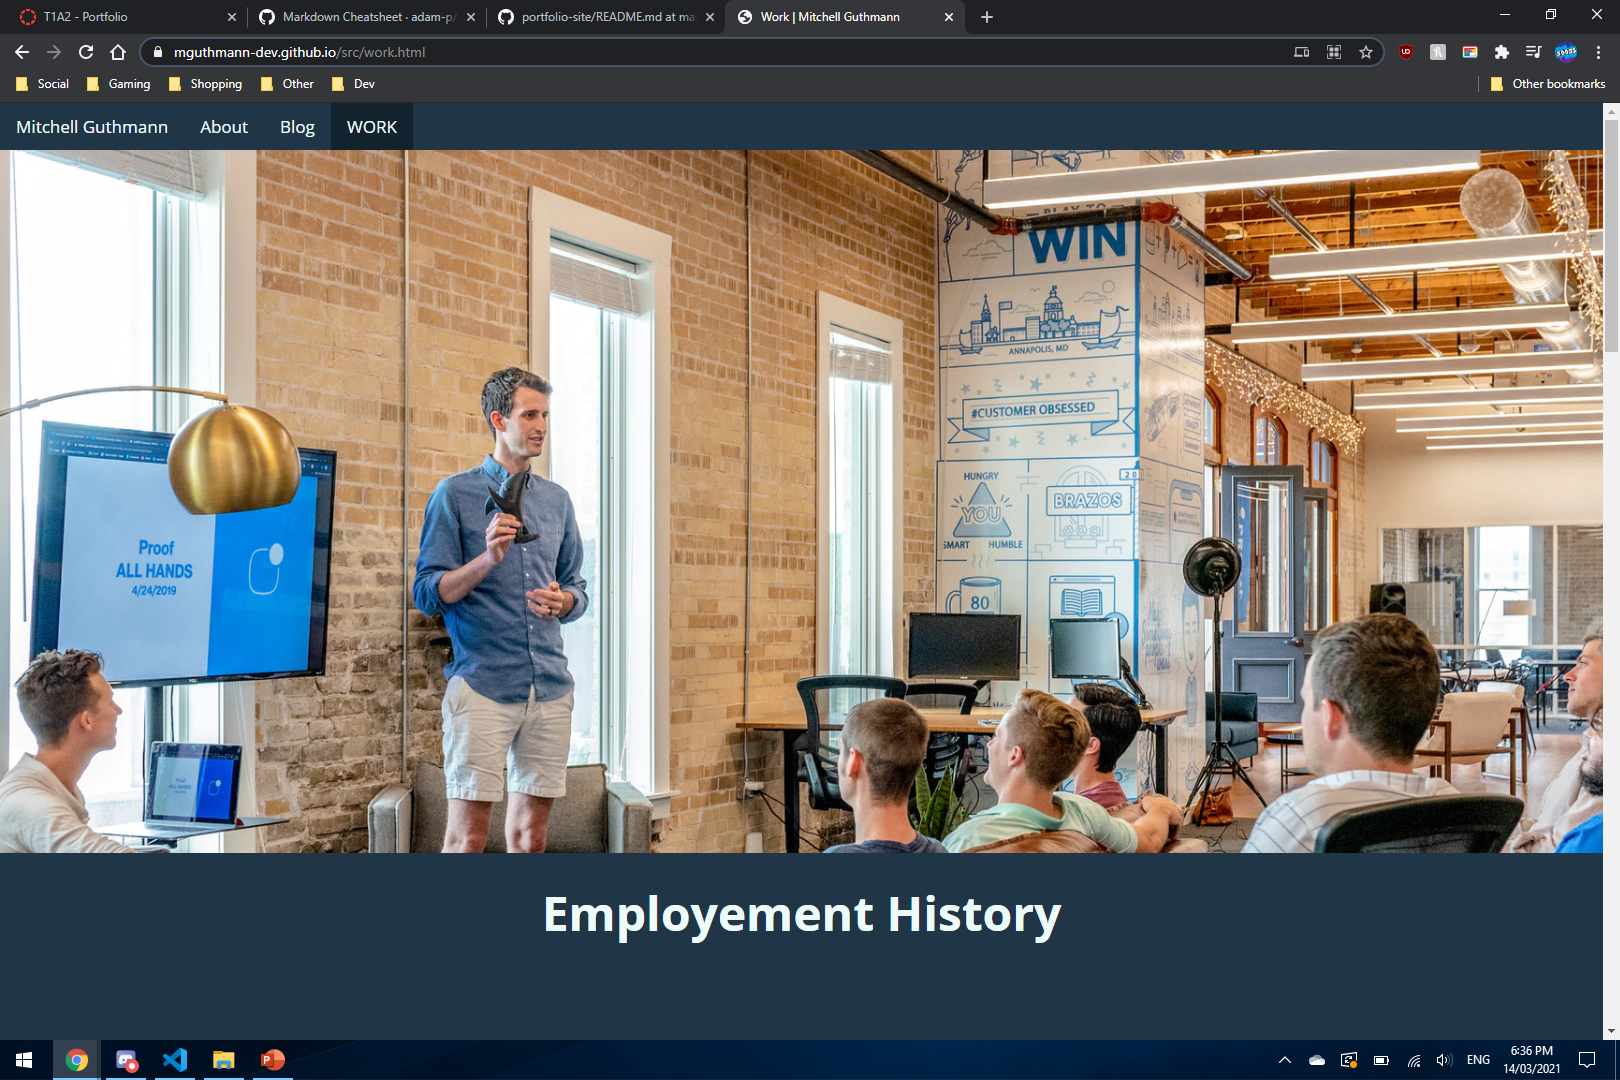 T1A2 - Portfolio
Markdown Cheatsheet · adam-p/
portfolio-site/README.md at ma
Work | Mitchell Guthmann
mguthmann-dev.github.io/src/work.html
Social
Gaming
Shopping
Other
Dev
Other bookmarks
Mitchell Guthmann
About
Blog
WORK
PLAY TO
WIN
ANNAPOLIS, MD
#CUSTOMER OBSESSED
HUNGRY
YOU
SMART HUMBLE
20
BRAZOS
80
Proof
ALL HANDS
4/24/2019
Employement History
ENG
6:36 PM
14/03/2021